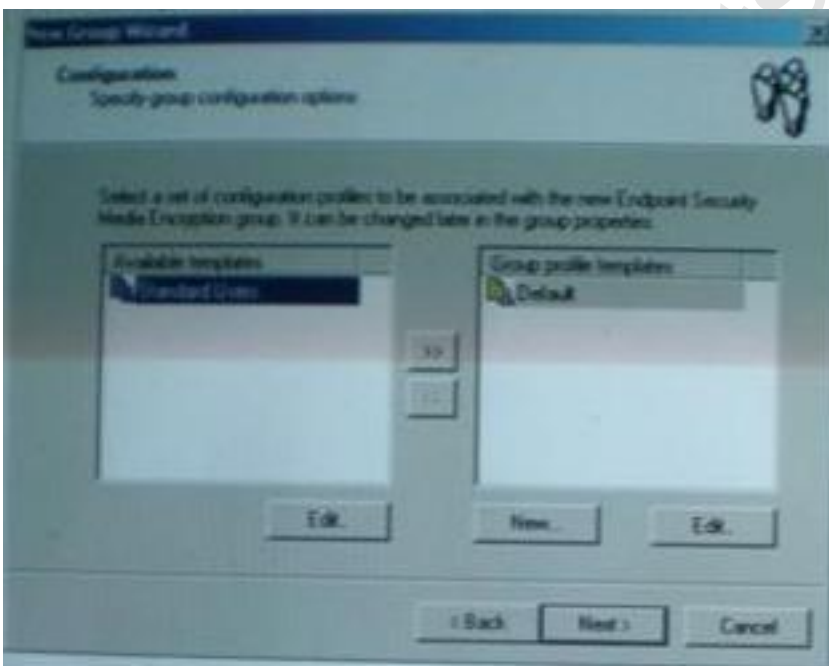 New Group Wizard
Configuration
Specify group configuration options
Select a set of configuration profiles to be associated with the new Endpoint Security
Media Encryption group. It can be changed later in the group properties.
Available templates
Standard Users
Group profile templates
Default
>>
<<
Edit..
New...
Edit..
< Back
Next >
Cancel